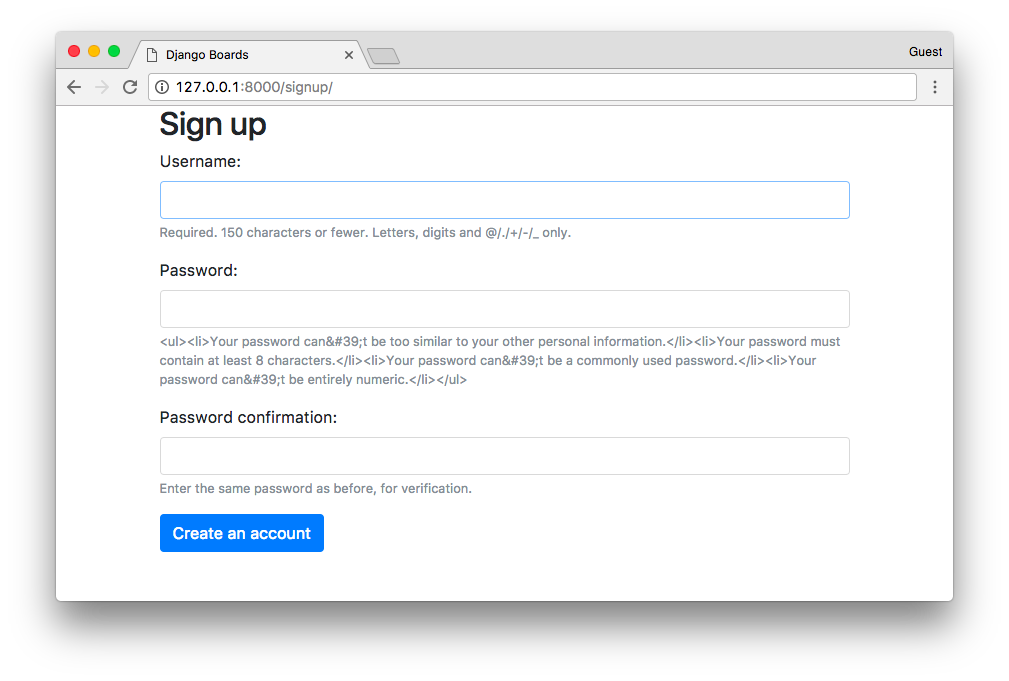 Django Boards
Guest
127.0.0.1:8000/signup/
Sign up
Username:
Required. 150 characters or fewer. Letters, digits and @/./+/-/_ only.
Password:
<ul><li>Your password can&#39;t be too similar to your other personal information.</li><li>Your password must
contain at least 8 characters.</li><li>Your password can&#39;t be a commonly used password.</li><li>Your
password can&#39;t be entirely numeric.</li></ul>
Password confirmation:
Enter the same password as before, for verification.
Create an account